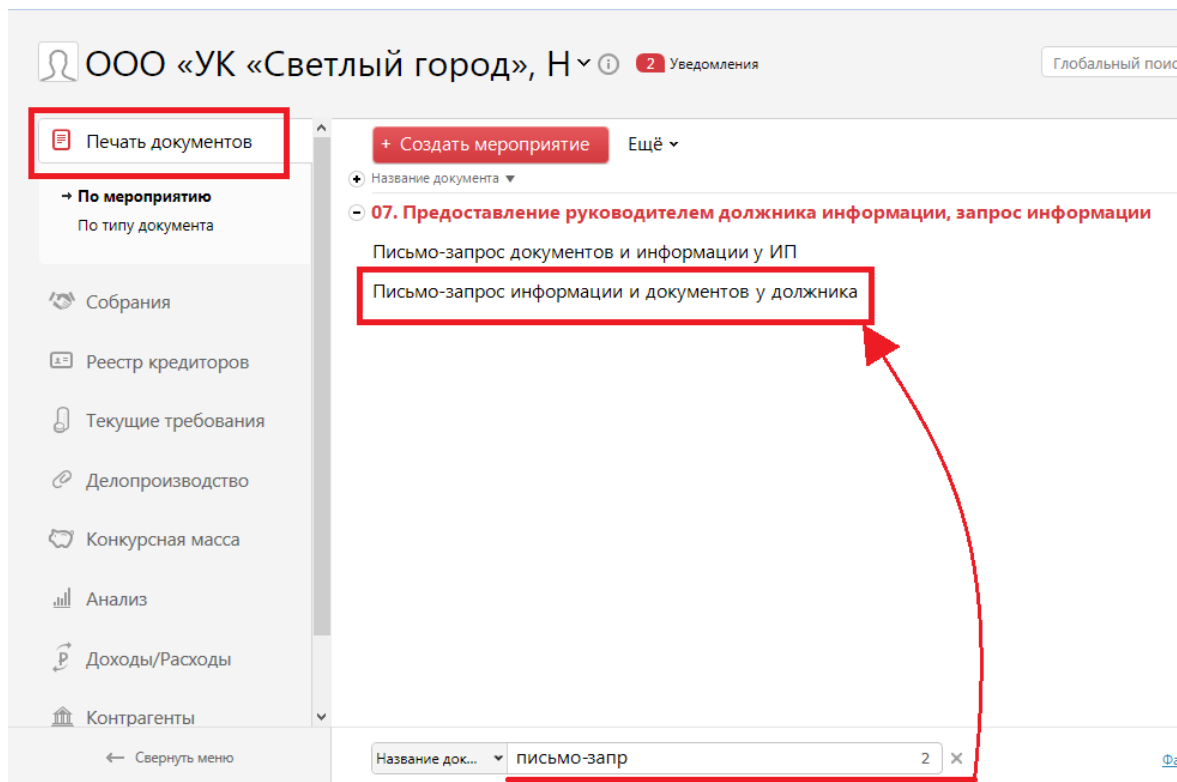 ООО «УК «Светлый город», Н
2 Уведомления
Глобальный поис
Печать документов
По мероприятию
По типу документа
Собрания
Реестр кредиторов
Текущие требования
Делопроизводство
Конкурсная масса
Анализ
Доходы/Расходы
Контрагенты
Свернуть меню
+ Создать мероприятие Ещё
Название документа
07. Предоставление руководителем должника информации, запрос информации
Письмо-запрос документов и информации у ИП
Письмо-запрос информации и документов у должника
Название док... письмо-запр 2
Фа